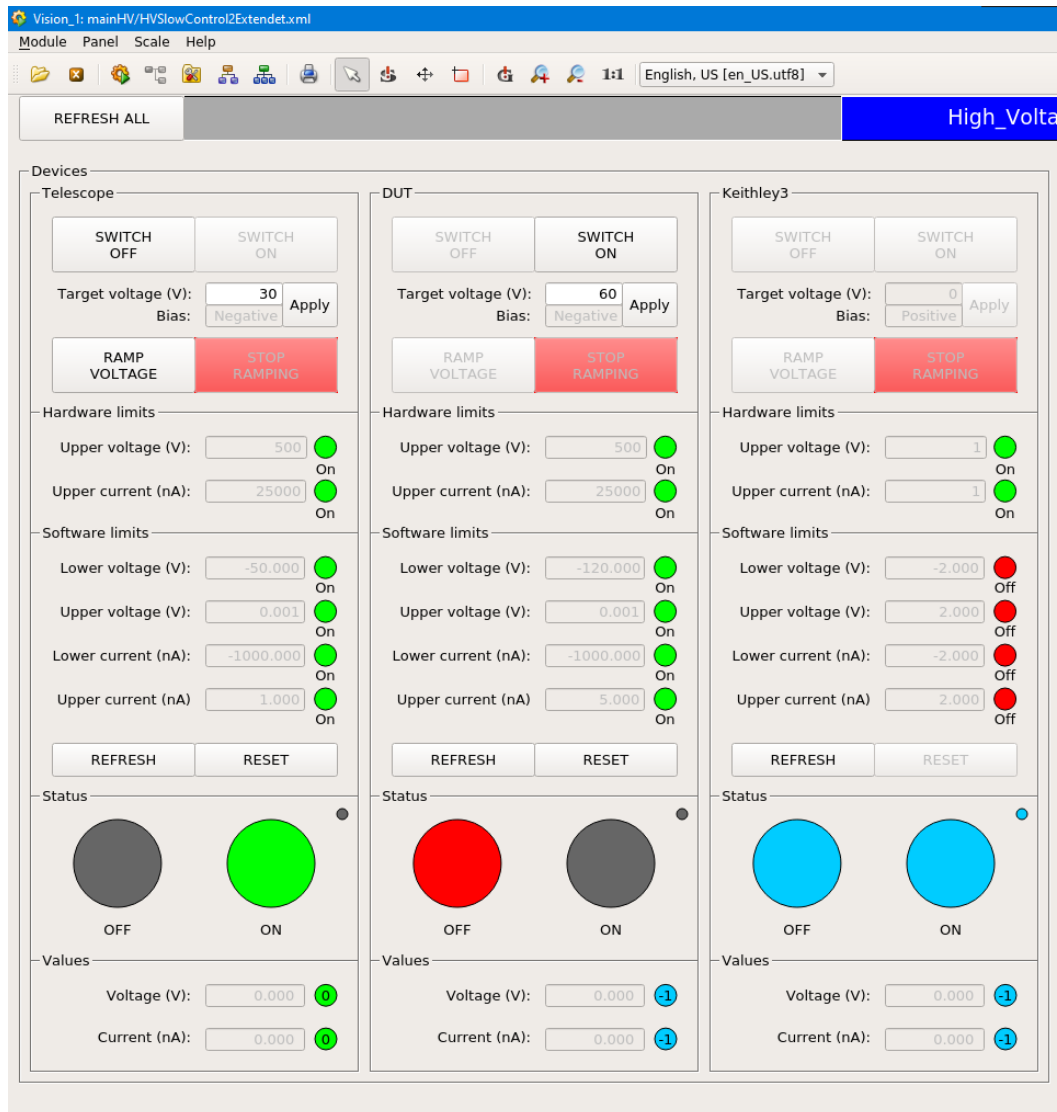 Vision_1: mainHV/HVSlowControl2Extendet.xml
Module Panel Scale Help
1:1 English, US [en_US.utf8]
REFRESH ALL
High_Volta
Devices
Telescope
SWITCH OFF
SWITCH ON
Target voltage (V): 30
Apply
Bias: Negative
RAMP VOLTAGE
STOP RAMPING
Hardware limits
Upper voltage (V): 500
On
Upper current (nA): 25000
On
Software limits
Lower voltage (V): -50.000
On
Upper voltage (V): 0.001
On
Lower current (nA): -1000.000
On
Upper current (nA) 1.000
On
REFRESH RESET
Status
OFF ON
Values
Voltage (V): 0.000 0
Current (nA): 0.000 0
DUT
SWITCH OFF
SWITCH ON
Target voltage (V): 60
Apply
Bias: Negative
RAMP VOLTAGE
STOP RAMPING
Hardware limits
Upper voltage (V): 500
On
Upper current (nA): 25000
On
Software limits
Lower voltage (V): -120.000
On
Upper voltage (V): 0.001
On
Lower current (nA): -1000.000
On
Upper current (nA) 5.000
On
REFRESH RESET
Status
OFF ON
Values
Voltage (V): 0.000 -1
Current (nA): 0.000 -1
Keithley3
SWITCH OFF
SWITCH ON
Target voltage (V): 0
Apply
Bias: Positive
RAMP VOLTAGE
STOP RAMPING
Hardware limits
Upper voltage (V): 1
On
Upper current (nA): 1
On
Software limits
Lower voltage (V): -2.000
Off
Upper voltage (V): 2.000
Off
Lower current (nA): -2.000
Off
Upper current (nA) 2.000
Off
REFRESH RESET
Status
OFF ON
Values
Voltage (V): 0.000 -1
Current (nA): 0.000 -1